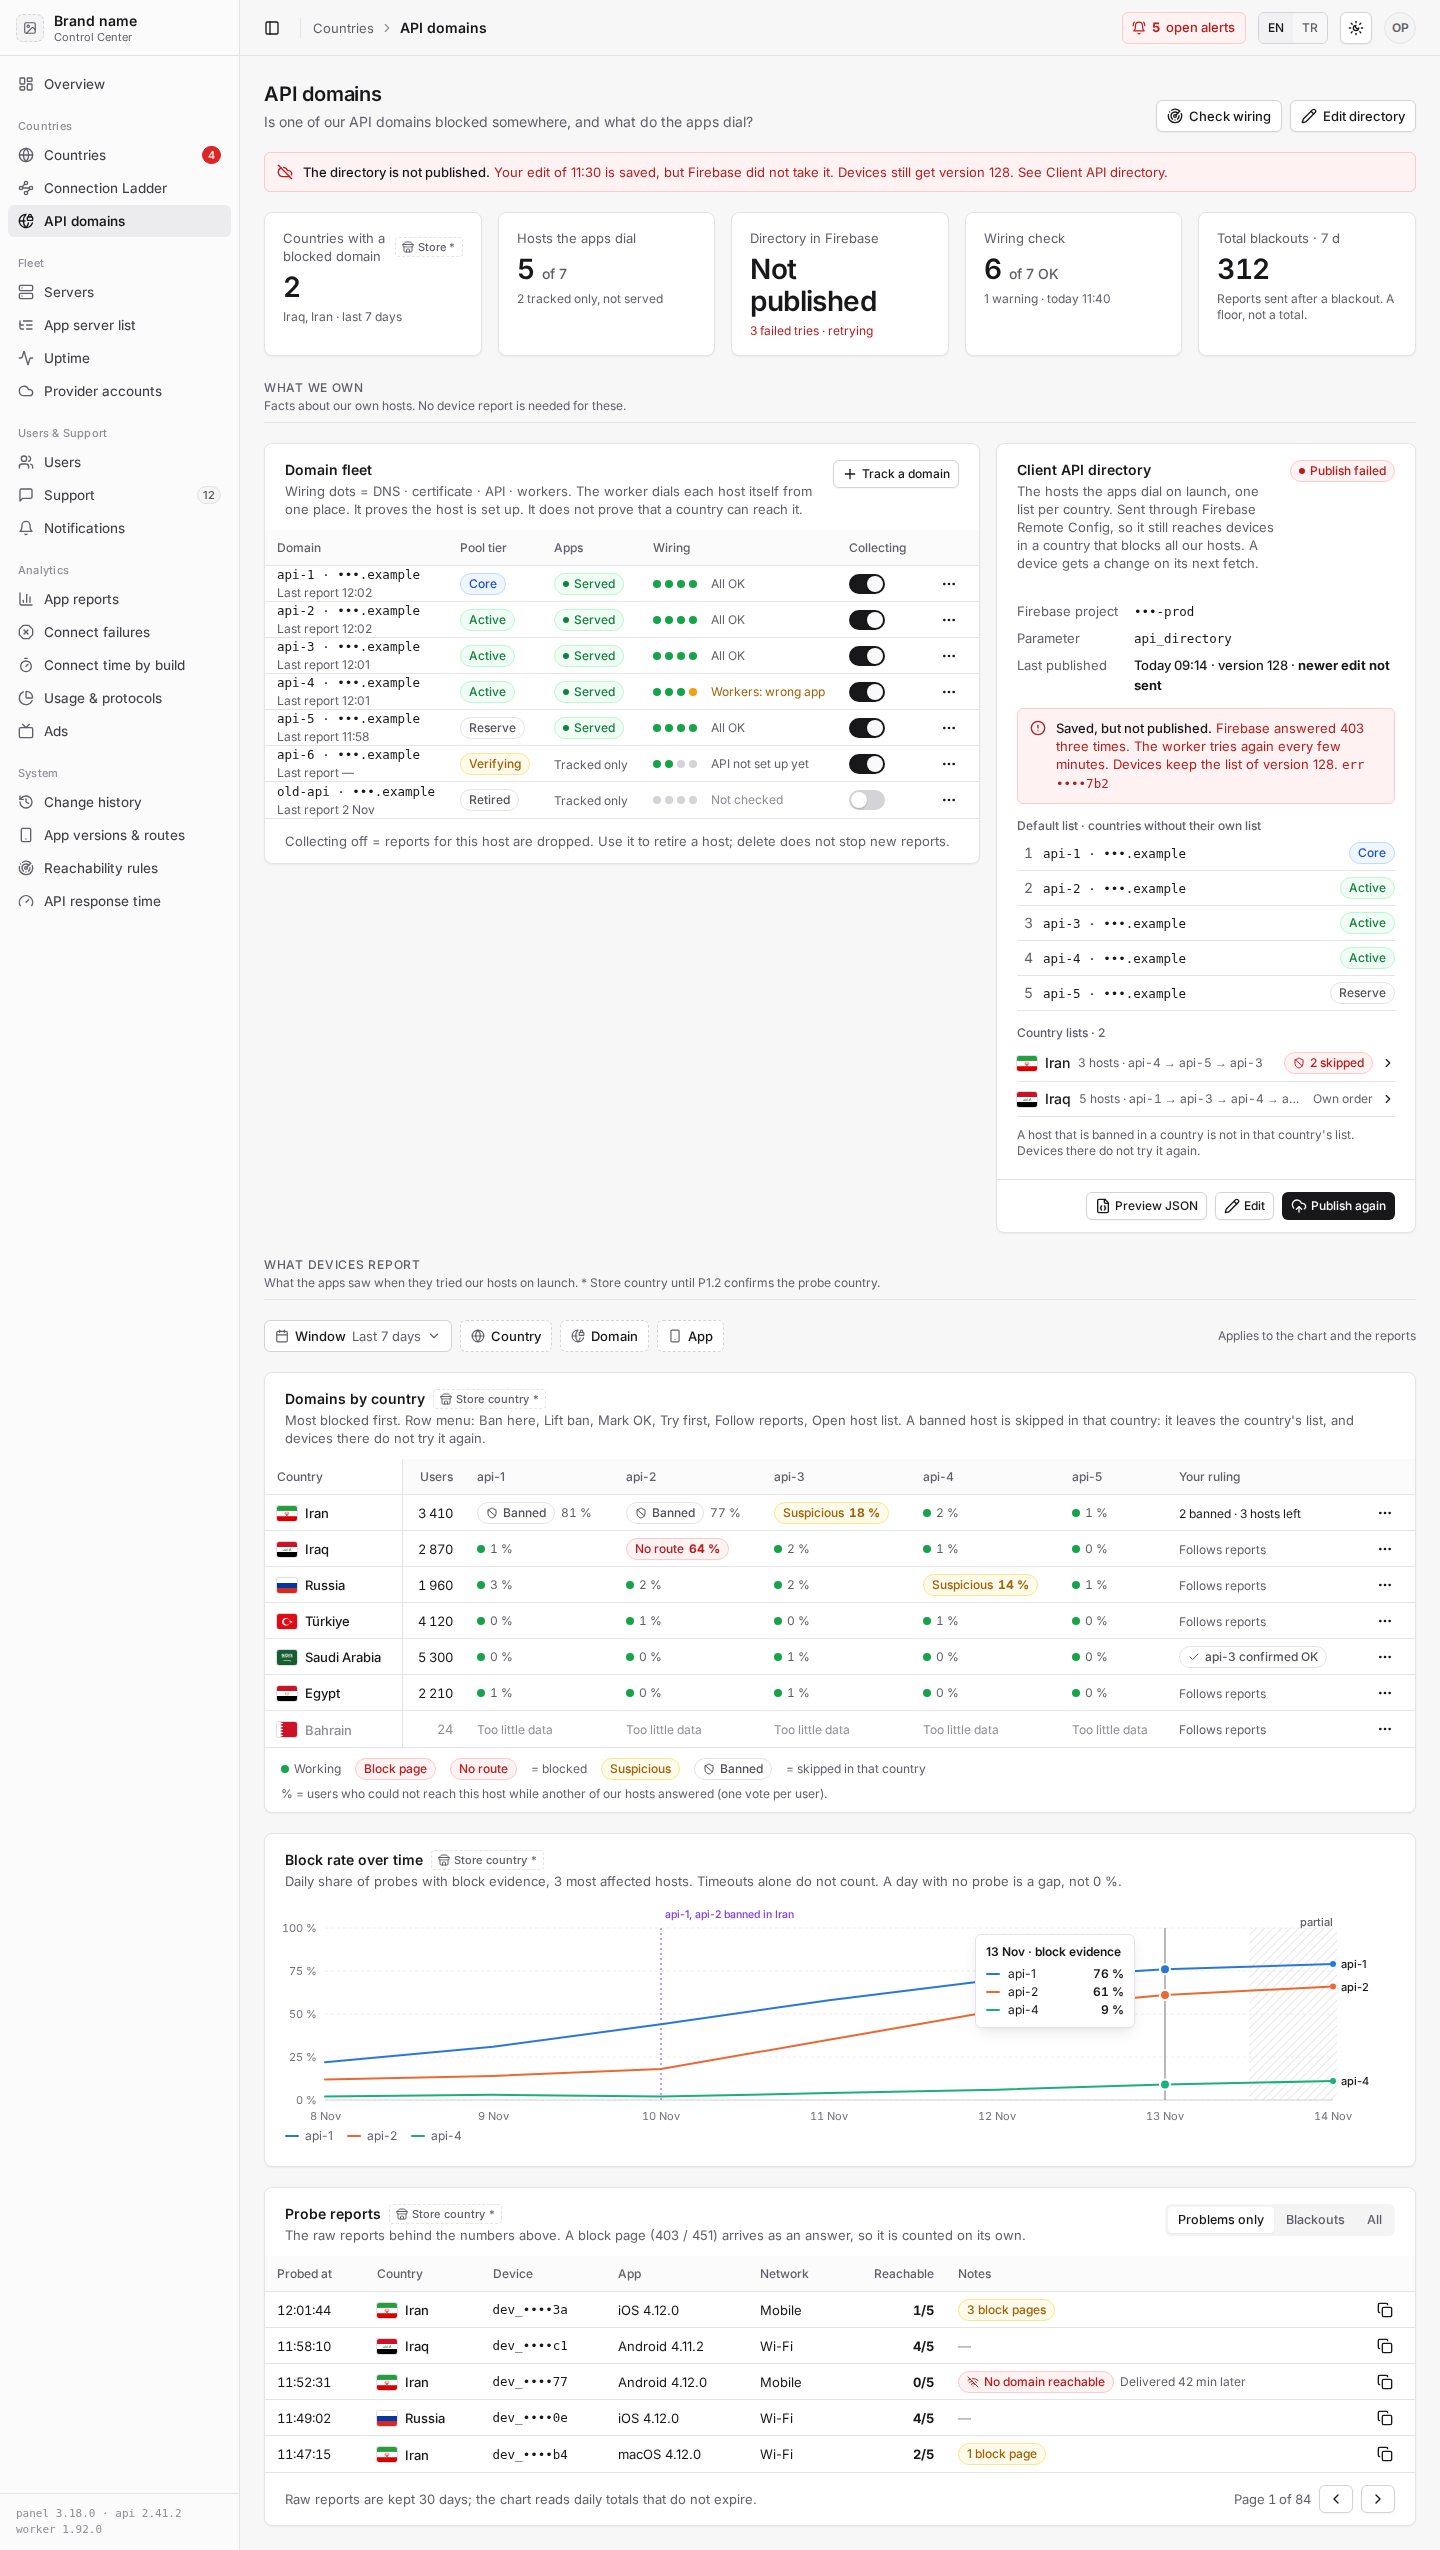 Brand name
Control Center
Overview
Countries
Countries 4
Connection Ladder
API domains
Fleet
Servers
App server list
Uptime
Provider accounts
Users & Support
Users
Support 12
Notifications
Analytics
App reports
Connect failures
Connect time by build
Usage & protocols
Ads
System
Change history
App versions & routes
Reachability rules
API response time
panel 3.18.0 · api 2.41.2
worker 1.92.0
Countries > API domains
5 open alerts
EN TR
OP
API domains
Is one of our API domains blocked somewhere, and what do the apps dial?
Check wiring
Edit directory
The directory is not published. Your edit of 11:30 is saved, but Firebase did not take it. Devices still get version 128. See Client API directory.
Countries with a
blocked domain
Store *
2
Iraq, Iran · last 7 days
Hosts the apps dial
5 of 7
2 tracked only, not served
Directory in Firebase
Not
published
3 failed tries · retrying
Wiring check
6 of 7 OK
1 warning · today 11:40
Total blackouts · 7 d
312
Reports sent after a blackout. A
floor, not a total.
WHAT WE OWN
Facts about our own hosts. No device report is needed for these.
Domain fleet
Wiring dots = DNS · certificate · API · workers. The worker dials each host itself from
one place. It proves the host is set up. It does not prove that a country can reach it.
Track a domain
Domain Pool tier Apps Wiring Collecting
api-1 · •••.example
Last report 12:02
Core Served All OK
api-2 · •••.example
Last report 12:02
Active Served All OK
api-3 · •••.example
Last report 12:01
Active Served All OK
api-4 · •••.example
Last report 12:01
Active Served Workers: wrong app
api-5 · •••.example
Last report 11:58
Reserve Served All OK
api-6 · •••.example
Last report —
Verifying Tracked only API not set up yet
old-api · •••.example
Last report 2 Nov
Retired Tracked only Not checked
Collecting off = reports for this host are dropped. Use it to retire a host; delete does not stop new reports.
Client API directory
Publish failed
The hosts the apps dial on launch, one
list per country. Sent through Firebase
Remote Config, so it still reaches devices
in a country that blocks all our hosts. A
device gets a change on its next fetch.
Firebase project •••-prod
Parameter api_directory
Last published Today 09:14 · version 128 · newer edit not
sent
Saved, but not published. Firebase answered 403
three times. The worker tries again every few
minutes. Devices keep the list of version 128. err
••••7b2
Default list · countries without their own list
1 api-1 · •••.example Core
2 api-2 · •••.example Active
3 api-3 · •••.example Active
4 api-4 · •••.example Active
5 api-5 · •••.example Reserve
Country lists · 2
Iran 3 hosts · api-4 → api-5 → api-3 2 skipped
Iraq 5 hosts · api-1 → api-3 → api-4 → a... Own order
A host that is banned in a country is not in that country's list.
Devices there do not try it again.
Preview JSON
Edit
Publish again
WHAT DEVICES REPORT
What the apps saw when they tried our hosts on launch. * Store country until P1.2 confirms the probe country.
Window Last 7 days
Country
Domain
App
Applies to the chart and the reports
Domains by country Store country *
Most blocked first. Row menu: Ban here, Lift ban, Mark OK, Try first, Follow reports, Open host list. A banned host is skipped in that country: it leaves the country's list, and
devices there do not try it again.
Country Users api-1 api-2 api-3 api-4 api-5 Your ruling
Iran 3 410 Banned 81 % Banned 77 % Suspicious 18 % 2 % 1 % 2 banned · 3 hosts left
Iraq 2 870 1 % No route 64 % 2 % 1 % 0 % Follows reports
Russia 1 960 3 % 2 % 2 % Suspicious 14 % 1 % Follows reports
Türkiye 4 120 0 % 1 % 0 % 1 % 0 % Follows reports
Saudi Arabia 5 300 0 % 0 % 1 % 0 % 0 % api-3 confirmed OK
Egypt 2 210 1 % 0 % 1 % 0 % 0 % Follows reports
Bahrain 24 Too little data Too little data Too little data Too little data Too little data Follows reports
Working Block page No route = blocked Suspicious Banned = skipped in that country
% = users who could not reach this host while another of our hosts answered (one vote per user).
Block rate over time Store country *
Daily share of probes with block evidence, 3 most affected hosts. Timeouts alone do not count. A day with no probe is a gap, not 0 %.
api-1, api-2 banned in Iran
partial
100 %
75 %
50 %
25 %
0 %
13 Nov · block evidence
api-1 76 %
api-2 61 %
api-4 9 %
api-1
api-2
api-4
8 Nov 9 Nov 10 Nov 11 Nov 12 Nov 13 Nov 14 Nov
api-1 api-2 api-4
Probe reports Store country *
The raw reports behind the numbers above. A block page (403 / 451) arrives as an answer, so it is counted on its own.
Problems only Blackouts All
Probed at Country Device App Network Reachable Notes
12:01:44 Iran dev_••••3a iOS 4.12.0 Mobile 1/5 3 block pages
11:58:10 Iraq dev_••••c1 Android 4.11.2 Wi-Fi 4/5 —
11:52:31 Iran dev_••••77 Android 4.12.0 Mobile 0/5 No domain reachable Delivered 42 min later
11:49:02 Russia dev_••••0e iOS 4.12.0 Wi-Fi 4/5 —
11:47:15 Iran dev_••••b4 macOS 4.12.0 Wi-Fi 2/5 1 block page
Raw reports are kept 30 days; the chart reads daily totals that do not expire.
Page 1 of 84